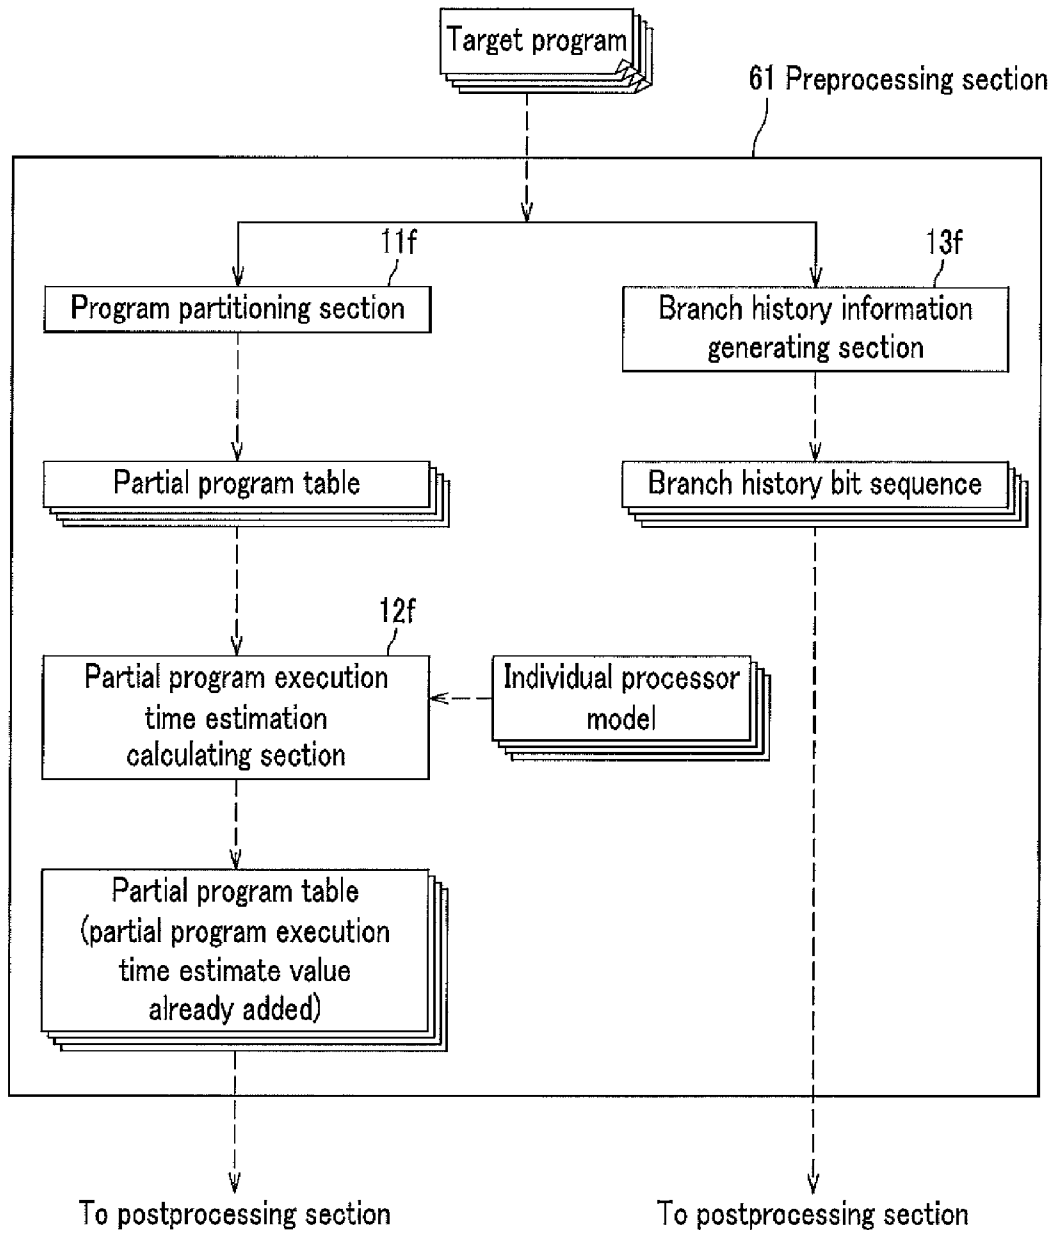 Target program
61 Preprocessing section
11f
13f
Program partitioning section
Branch history information
generating section
Partial program table
Branch history bit sequence
12f
Partial program execution
time estimation
calculating section
Individual processor
model
Partial program table
(partial program execution
time estimate value
already added)
To postprocessing section
To postprocessing section